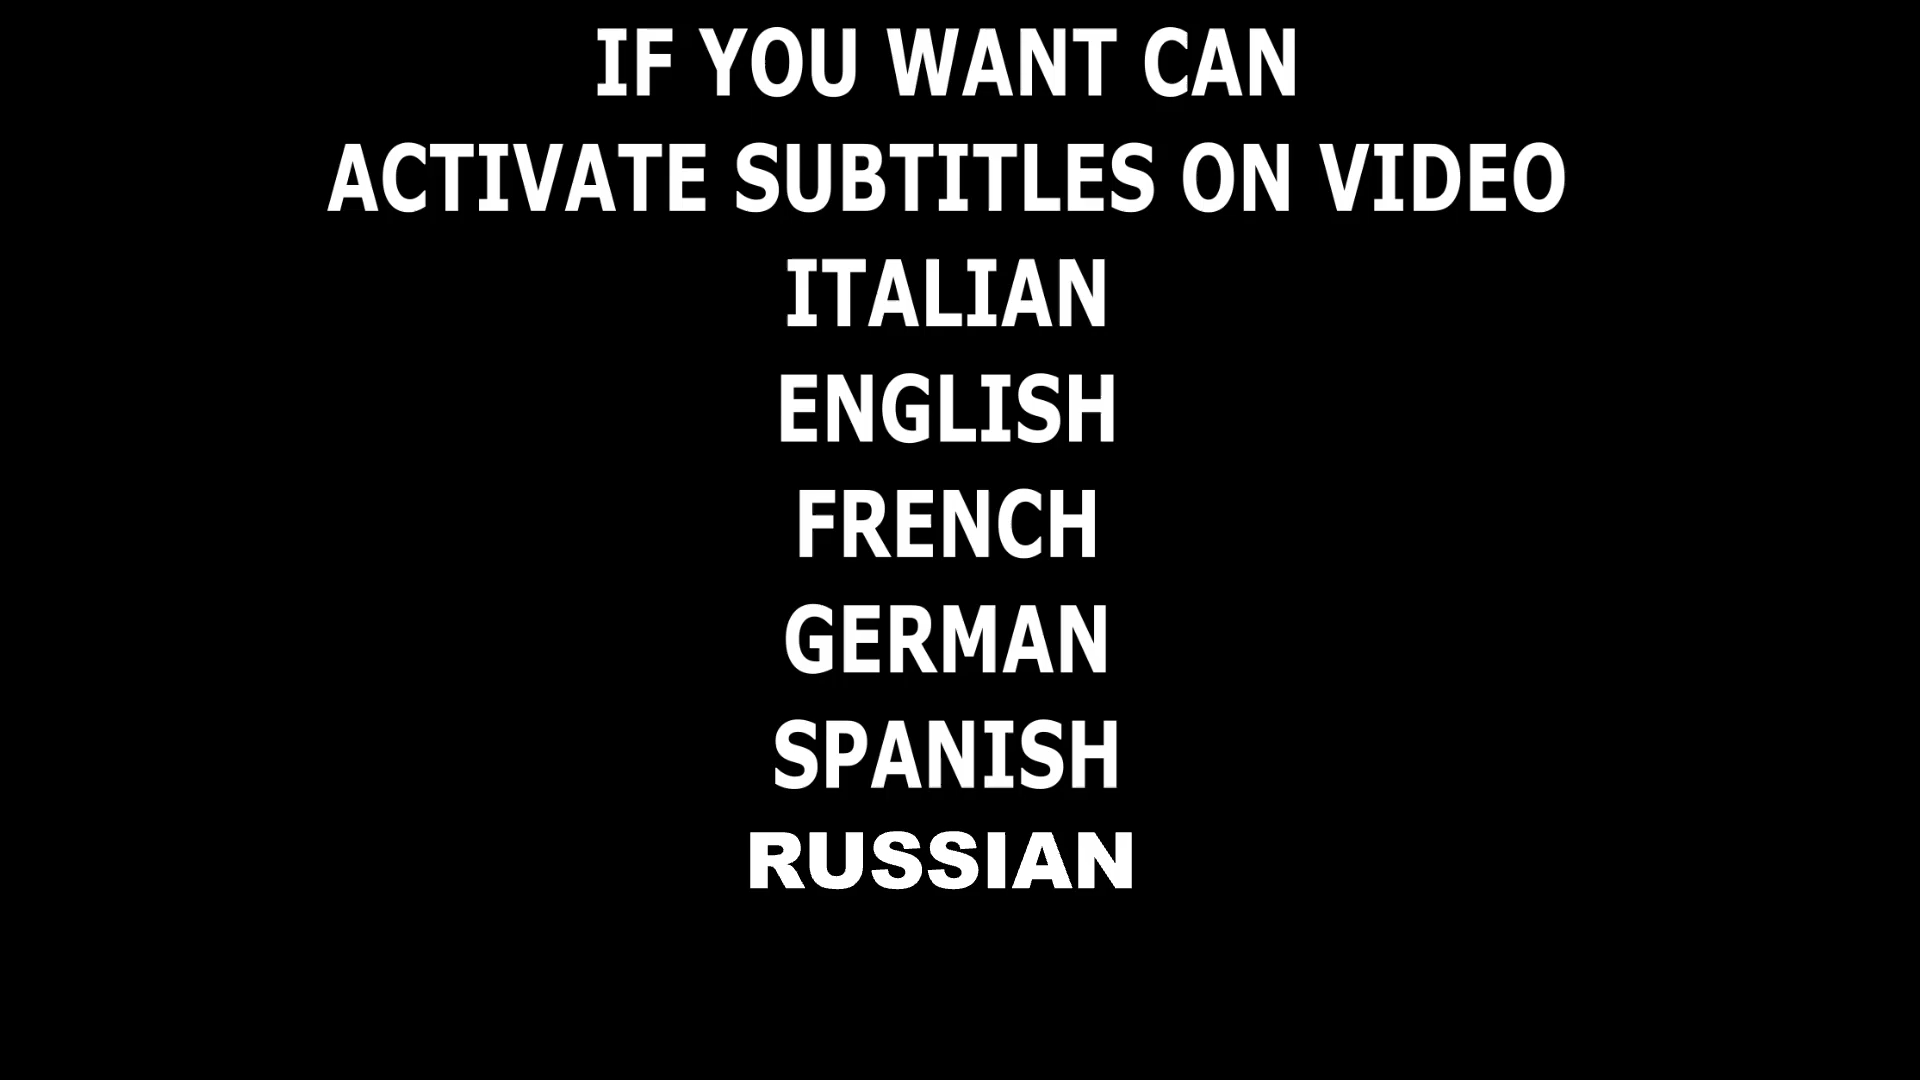 IF YOU WANT CAN
ACTIVATE SUBTITLES ON VIDEO
ITALIAN
ENGLISH
FRENCH
GERMAN
SPANISH
RUSSIAN